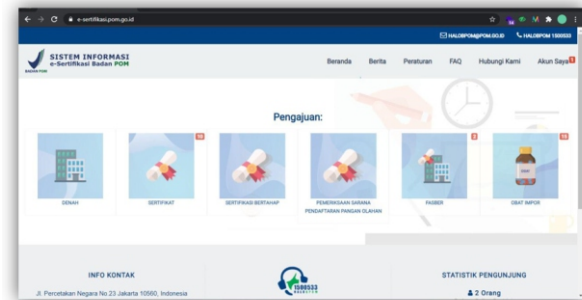 e-sertifikasi.pom.go.id
HALOBPOM@POM.GO.ID
HALOBPOM 1500533
BADAN POM
SISTEM INFORMASI
e-Sertifikasi Badan POM
Beranda
Berita
Peraturan
FAQ
Hubungi Kami
Akun Saya
Pengajuan:
DENAH
SERTIFIKAT
SERTIFIKASI BERTAHAP
PEMERIKSAAN SARANA
PENDAFTARAN PANGAN OLAHAN
OBAT IMPOR
INFO KONTAK
Jl. Percetakan Negara No.23 Jakarta 10560, Indonesia
1500533
STATISTIK PENGUNJUNG
2 Orang